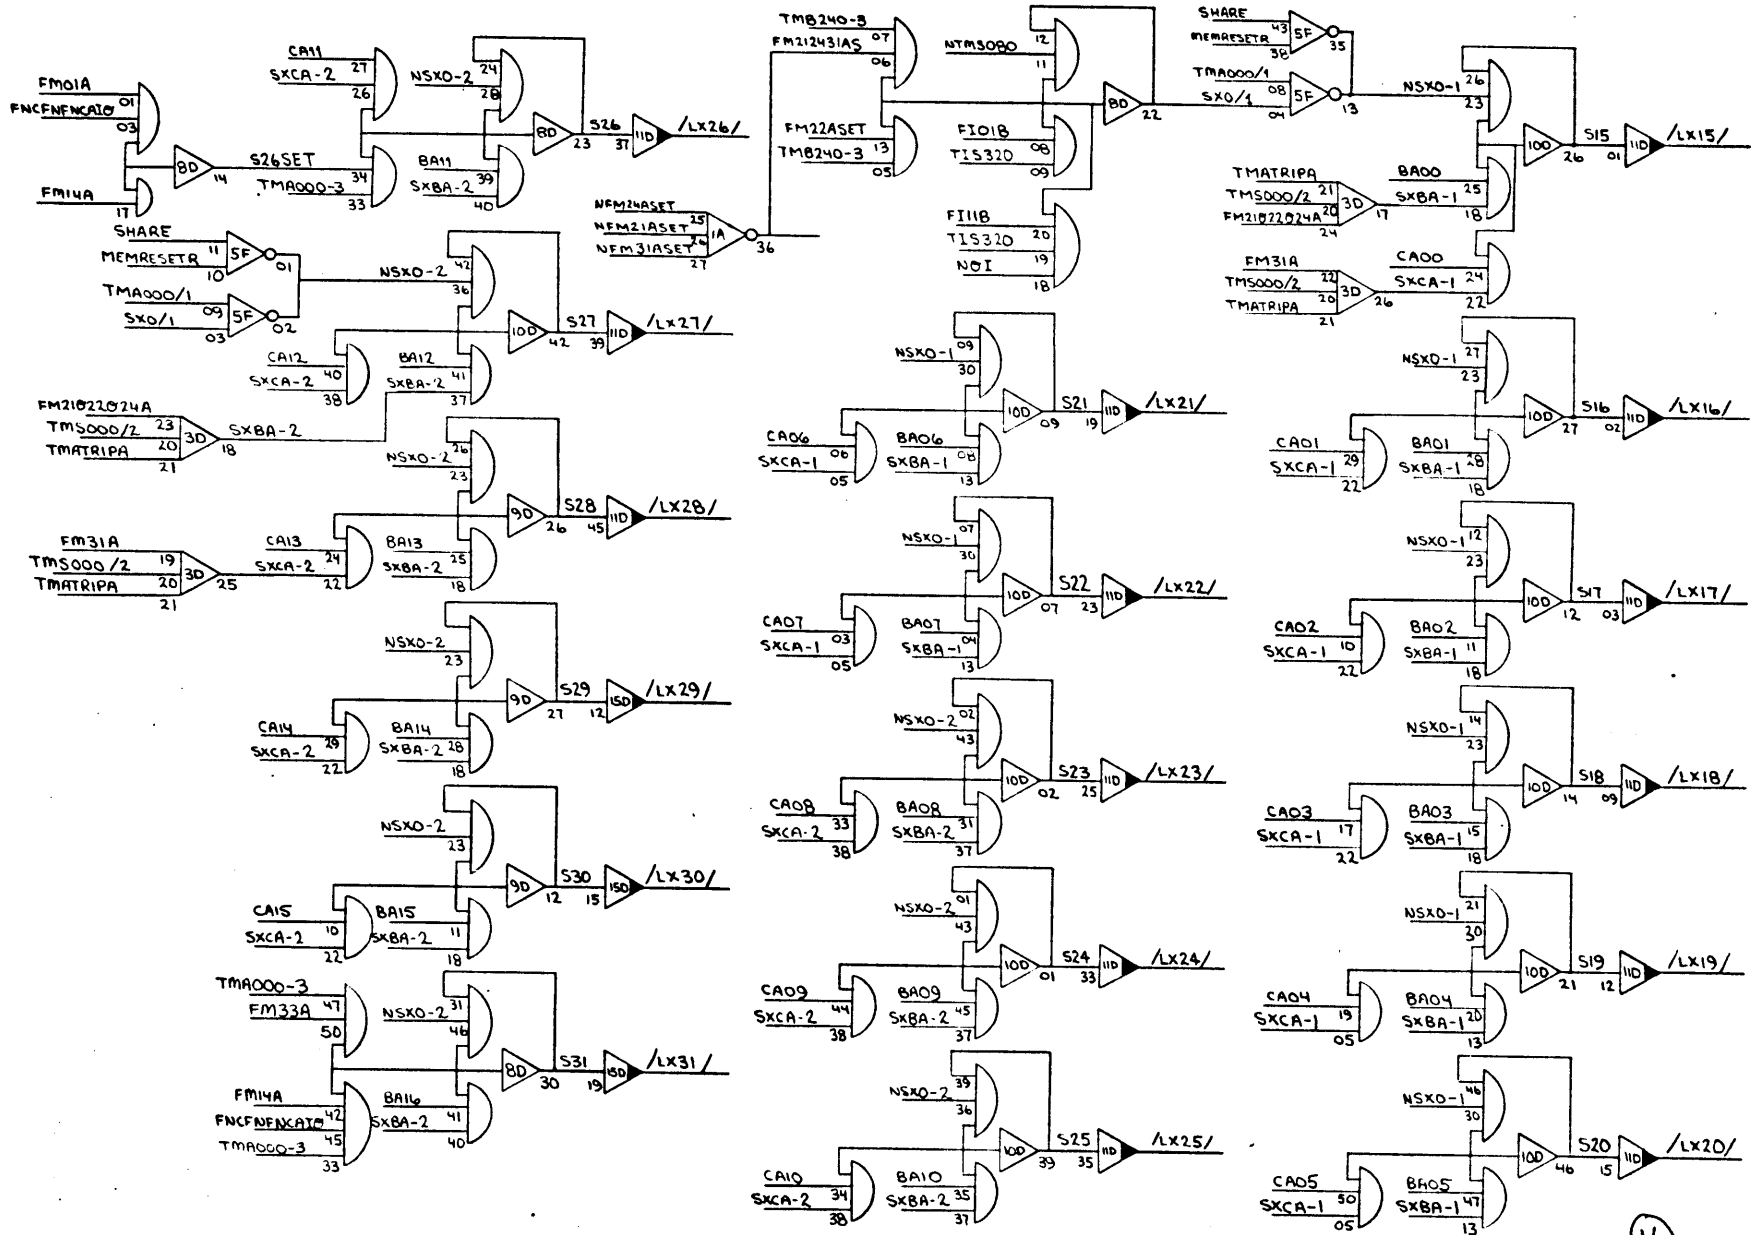 FM01A
01
FNCFNFNCAIO
03
FM14A
17
8D
14
S26SET
CA11
27
SXCA-2
26
34
TMA000-3
33
24
NSX0-2
28
BA11
39
SXBA-2
40
8D
23
S26
37
11D
/LX26/
SHARE
11
MEMRESETR
10
5F
01
TMA000/1
09
SX0/1
03
5F
02
NSX0-2
42
36
CA12
40
SXCA-2
38
BA12
41
SXBA-2
37
10D
42
S27
39
11D
/LX27/
FM21022024A
23
TMS000/2
20
TMATRIPA
21
3D
18
SXBA-2
26
NSX0-2
23
FM31A
19
TMS000/2
20
TMATRIPA
21
3D
25
CA13
24
SXCA-2
22
BA13
25
SXBA-2
18
9D
26
S28
45
11D
/LX28/
NSX0-2
23
CA14
29
SXCA-2
22
BA14
28
SXBA-2
18
9D
27
S29
12
15D
/LX29/
NSX0-2
23
CA15
10
SXCA-2
22
BA15
11
SXBA-2
18
9D
12
S30
15
15D
/LX30/
TMA000-3
47
FM33A
50
FM14A
42
FNCFNFNCAIO
45
TMA000-3
33
31
NSX0-2
46
BA16
41
SXBA-2
40
8D
30
S31
19
15D
/LX31/
TMB240-3
07
FM212431AS
06
FM22ASET
13
TMB240-3
05
NFM24ASET
25
NFM21ASET
26
NFM31ASET
27
1A
36
12
NTMS080
11
FI01B
08
TIS320
09
FI11B
20
TIS320
19
NOI
18
8D
22
SHARE
43
MEMRESETR
38
5F
35
TMA000/1
08
SX0/1
04
5F
13
NSX0-1
26
23
TMATRIPA
21
TMS000/2
20
FM21022024A
24
3D
17
BA00
25
SXBA-1
18
FM31A
22
TMS000/2
20
TMATRIPA
21
3D
26
CA00
24
SXCA-1
22
10D
26
S15
01
11D
/LX15/
09
NSX0-1
30
CA06
06
SXCA-1
05
BA06
08
SXBA-1
13
10D
09
S21
19
11D
/LX21/
07
NSX0-1
30
CA07
03
SXCA-1
05
BA07
04
SXBA-1
13
10D
07
S22
23
11D
/LX22/
02
NSX0-2
43
CA08
33
SXCA-2
38
BA08
31
SXBA-2
37
10D
02
S23
25
11D
/LX23/
01
NSX0-2
43
CA09
44
SXCA-2
38
BA09
45
SXBA-2
37
10D
01
S24
33
11D
/LX24/
39
NSX0-2
36
CA10
34
SXCA-2
38
BA10
35
SXBA-2
37
10D
39
S25
35
11D
/LX25/
27
NSX0-1
23
CA01
29
SXCA-1
22
BA01
28
SXBA-1
18
10D
27
S16
02
11D
/LX16/
12
NSX0-1
23
CA02
10
SXCA-1
22
BA02
11
SXBA-1
18
10D
12
S17
03
11D
/LX17/
14
NSX0-1
23
CA03
17
SXCA-1
22
BA03
15
SXBA-1
18
10D
14
S18
09
11D
/LX18/
21
NSX0-1
30
CA04
19
SXCA-1
05
BA04
20
SXBA-1
13
10D
21
S19
12
11D
/LX19/
46
NSX0-1
30
CA05
50
SXCA-1
05
BA05
47
SXBA-1
13
10D
46
S20
15
11D
/LX20/